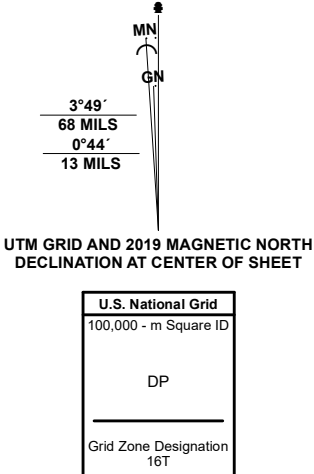 MN
GN
3°49´
68 MILS
0°44´
13 MILS
UTM GRID AND 2019 MAGNETIC NORTH
DECLINATION AT CENTER OF SHEET
U.S. National Grid
100,000 - m Square ID
DP
Grid Zone Designation
16T